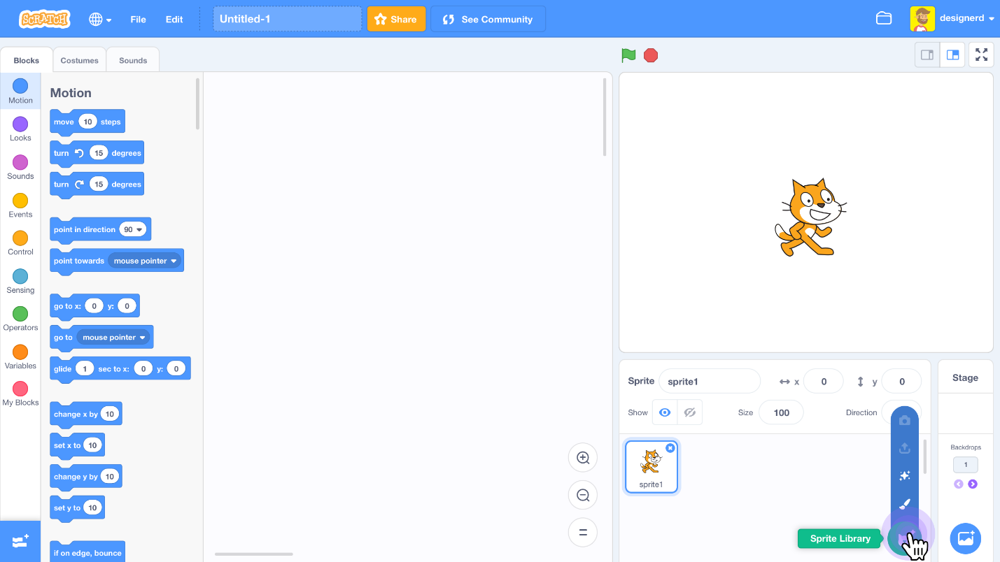 SCRATCH
File
Edit
Untitled-1
Share
See Community
designerd
Blocks
Costumes
Sounds
Motion
Looks
Sounds
Events
Control
Sensing
Operators
Variables
My Blocks
Motion
move 10 steps
turn 15 degrees
turn 15 degrees
point in direction 90
point towards mouse pointer
go to x: 0 y: 0
go to mouse pointer
glide 1 sec to x: 0 y: 0
change x by 10
set x to 10
change y by 10
set y to 10
if on edge, bounce
Sprite sprite1 x 0 y 0
Show Size 100 Direction
sprite1
Sprite Library
Stage
Backdrops
1